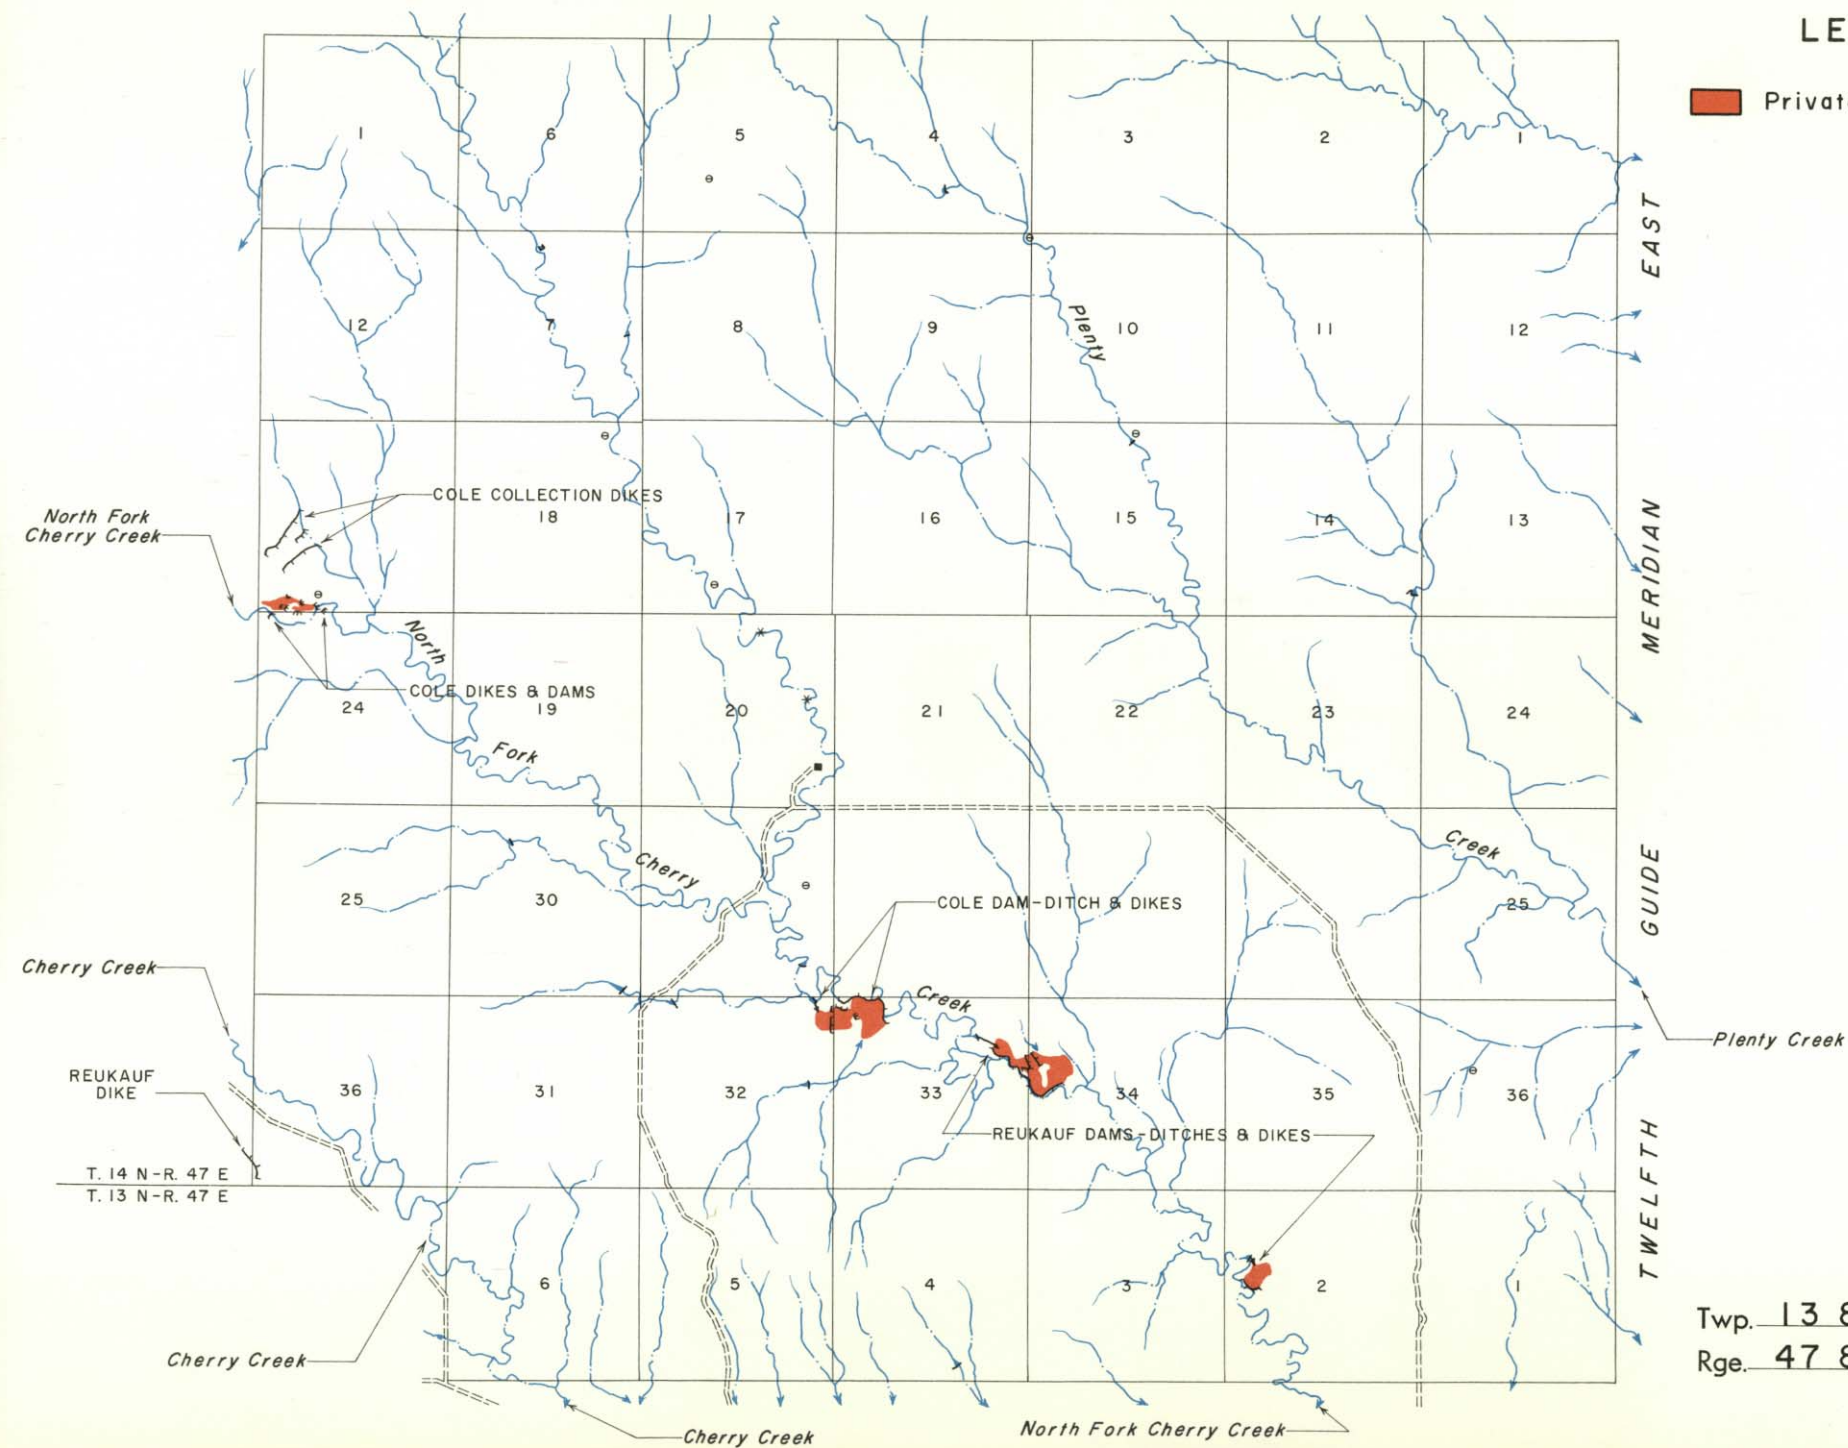 LE
Privat
1
6
5
4
3
2
1
EAST
12
7
8
9
10
11
12
Plenty
COLE COLLECTION DIKES
18
17
16
15
14
13
North Fork
Cherry Creek
MERIDIAN
North
COLE DIKES & DAMS
24
19
20
21
22
23
24
Fork
Cherry
Creek
25
30
COLE DAM-DITCH & DIKES
25
GUIDE
Cherry Creek
Creek
Plenty Creek
REUKAUF
DIKE
36
31
32
33
34
35
36
REUKAUF DAMS-DITCHES & DIKES
T. 14 N-R. 47 E
T. 13 N-R. 47 E
TWELFTH
6
5
4
3
2
1
Twp. 13 &
Rge. 47 &
Cherry Creek
Cherry Creek
North Fork Cherry Creek